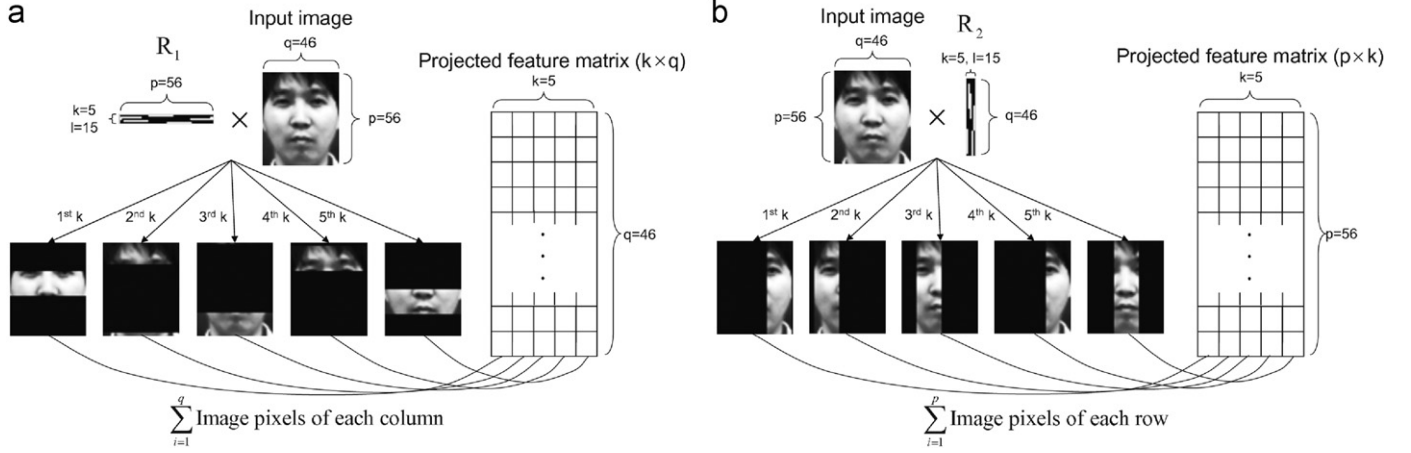 a
Input image
R1
q=46
p=56
k=5
l=15
×
p=56
Projected feature matrix (k×q)
k=5
1st k
2nd k
3rd k
4th k
5th k
q=46
q
∑ Image pixels of each column
i=1
b
Input image
R2
q=46
k=5, l=15
p=56
×
q=46
Projected feature matrix (p×k)
k=5
1st k
2nd k
3rd k
4th k
5th k
p=56
p
∑ Image pixels of each row
i=1